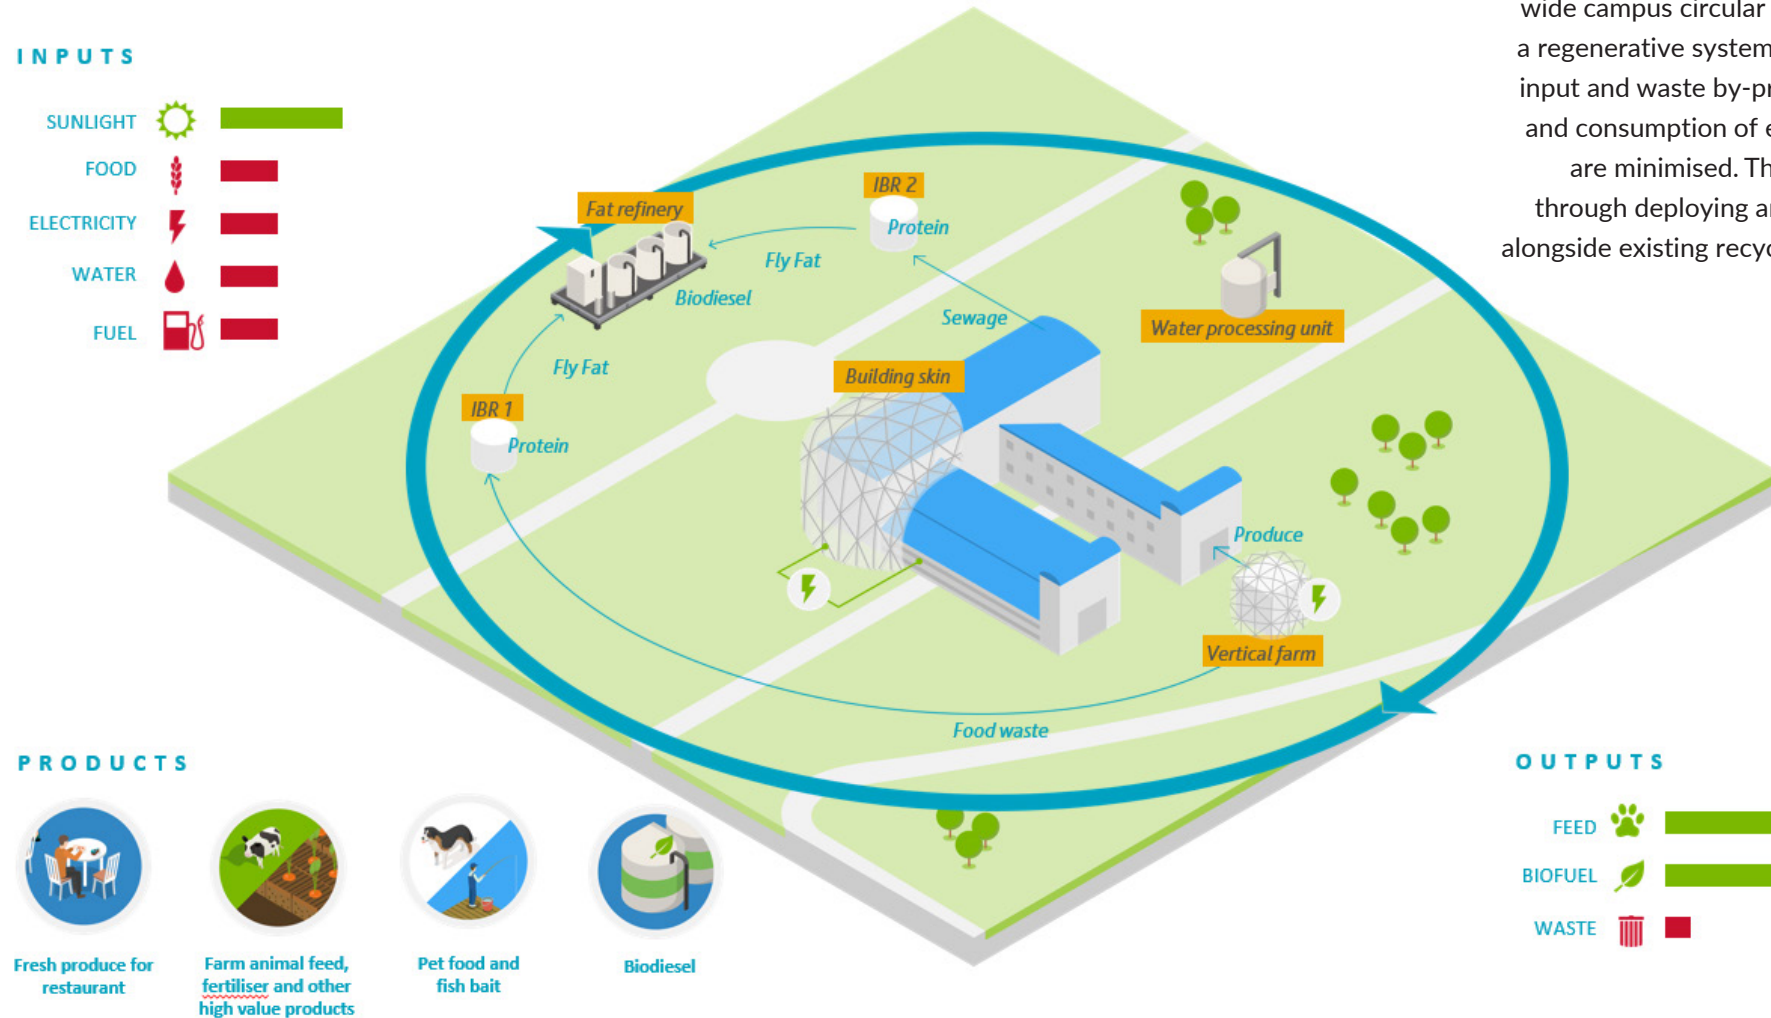 wide campus circular
a regenerative system
input and waste by-pr
and consumption of e
are minimised. Th
through deploying a
alongside existing recyc
INPUTS
SUNLIGHT
FOOD
ELECTRICITY
WATER
FUEL
IBR 2
Protein
Fat refinery
Fly Fat
Biodiesel
Sewage
Water processing unit
Fly Fat
Building skin
IBR 1
Protein
Produce
Vertical farm
Food waste
PRODUCTS
Fresh produce for
restaurant
Farm animal feed,
fertiliser and other
high value products
Pet food and
fish bait
Biodiesel
OUTPUTS
FEED
BIOFUEL
WASTE